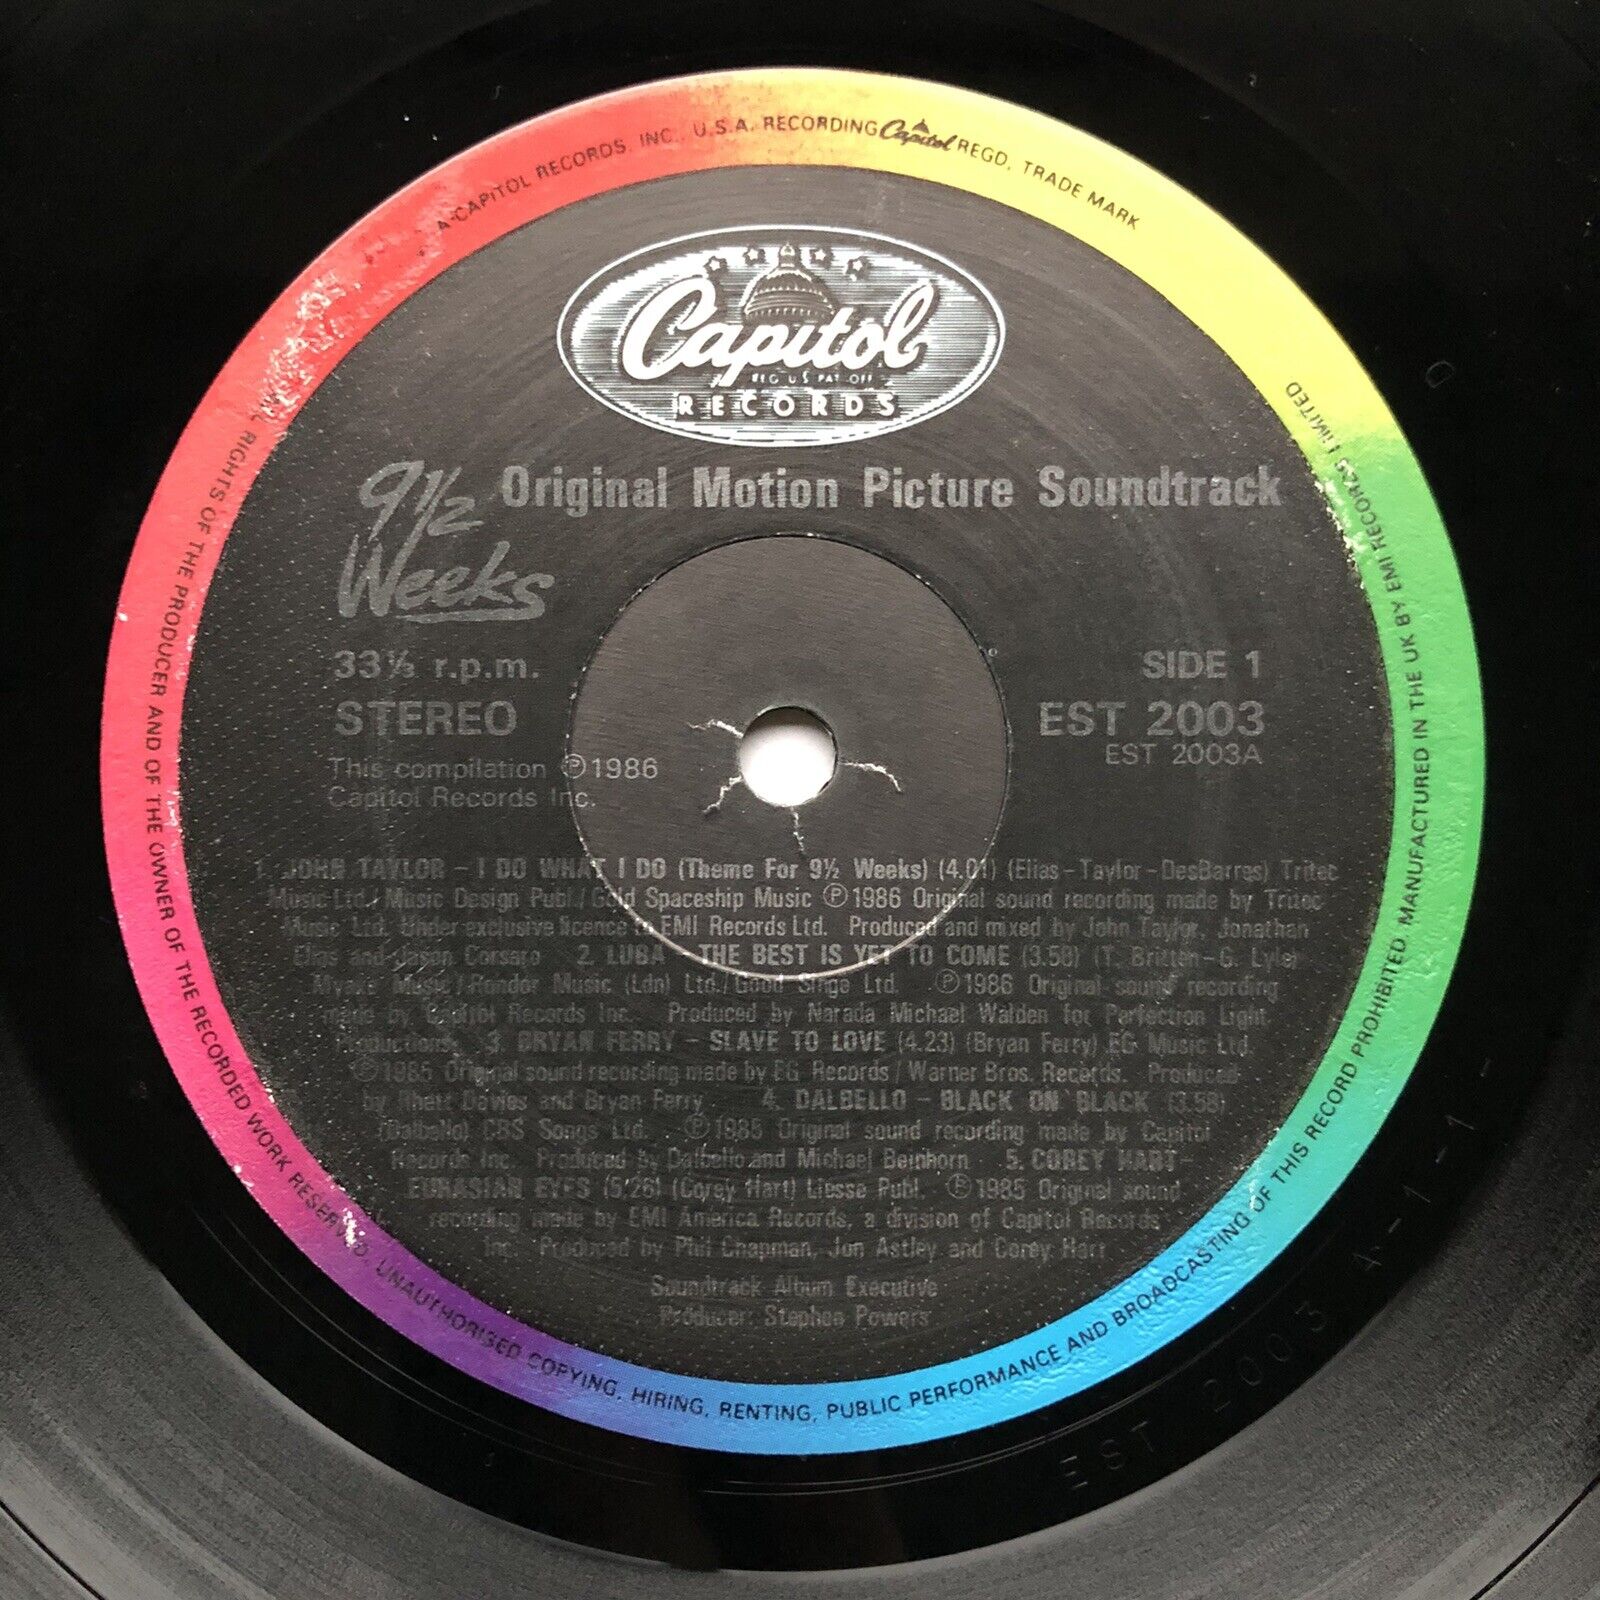 A CAPITOL RECORDS, INC., U.S.A. RECORDING Capitol REGD, TRADE MARK
Capitol
REG U S PAT OFF
RECORDS
9½ Weeks
Original Motion Picture Soundtrack
33⅓ r.p.m.
STEREO
This compilation ℗1986
Capitol Records Inc.
SIDE 1
EST 2003
EST 2003A
1. JOHN TAYLOR – I DO WHAT I DO (Theme For 9½ Weeks) (4.01) (Elias-Taylor-DesBarres) Tritec
Music Ltd./Music Design Publ./Gold Spaceship Music ℗1986 Original sound recording made by Tritec
Music Ltd. Under exclusive licence to EMI Records Ltd. Produced and mixed by John Taylor, Jonathan
Elias and Jason Corsaro 2. LUBA – THE BEST IS YET TO COME (3.58) (T. Britten-G. Lyle)
Myaxe Music/Rondor Music (Ldn) Ltd./Good Sings Ltd. ℗1986 Original sound recording
made by Capitol Records Inc. Produced by Narada Michael Walden for Perfection Light
Productions. 3. BRYAN FERRY – SLAVE TO LOVE (4.23) (Bryan Ferry) EG Music Ltd.
℗1985 Original sound recording made by EG Records/Warner Bros. Records. Produced
by Rhett Davies and Bryan Ferry 4. DALBELLO – BLACK ON BLACK (3.58)
(Dalbello) CBS Songs Ltd. ℗1985 Original sound recording made by Capitol
Records Inc. Produced by Dalbello and Michael Beinhorn 5. COREY HART–
EURASIAN EYES (5.26) (Corey Hart) Liesse Publ. ℗1985 Original sound
recording made by EMI America Records, a division of Capitol Records
Inc. Produced by Phil Chapman, Jon Astley and Corey Hart
Soundtrack Album Executive
Producer: Stephen Powers
ALL RIGHTS OF THE PRODUCER AND OF THE OWNER OF THE RECORDED WORK RESERVED. UNAUTHORISED COPYING, HIRING, RENTING, PUBLIC PERFORMANCE AND BROADCASTING OF THIS RECORD PROHIBITED. MANUFACTURED IN THE UK BY EMI RECORDS LIMITED
EST 2003 A-1-1-